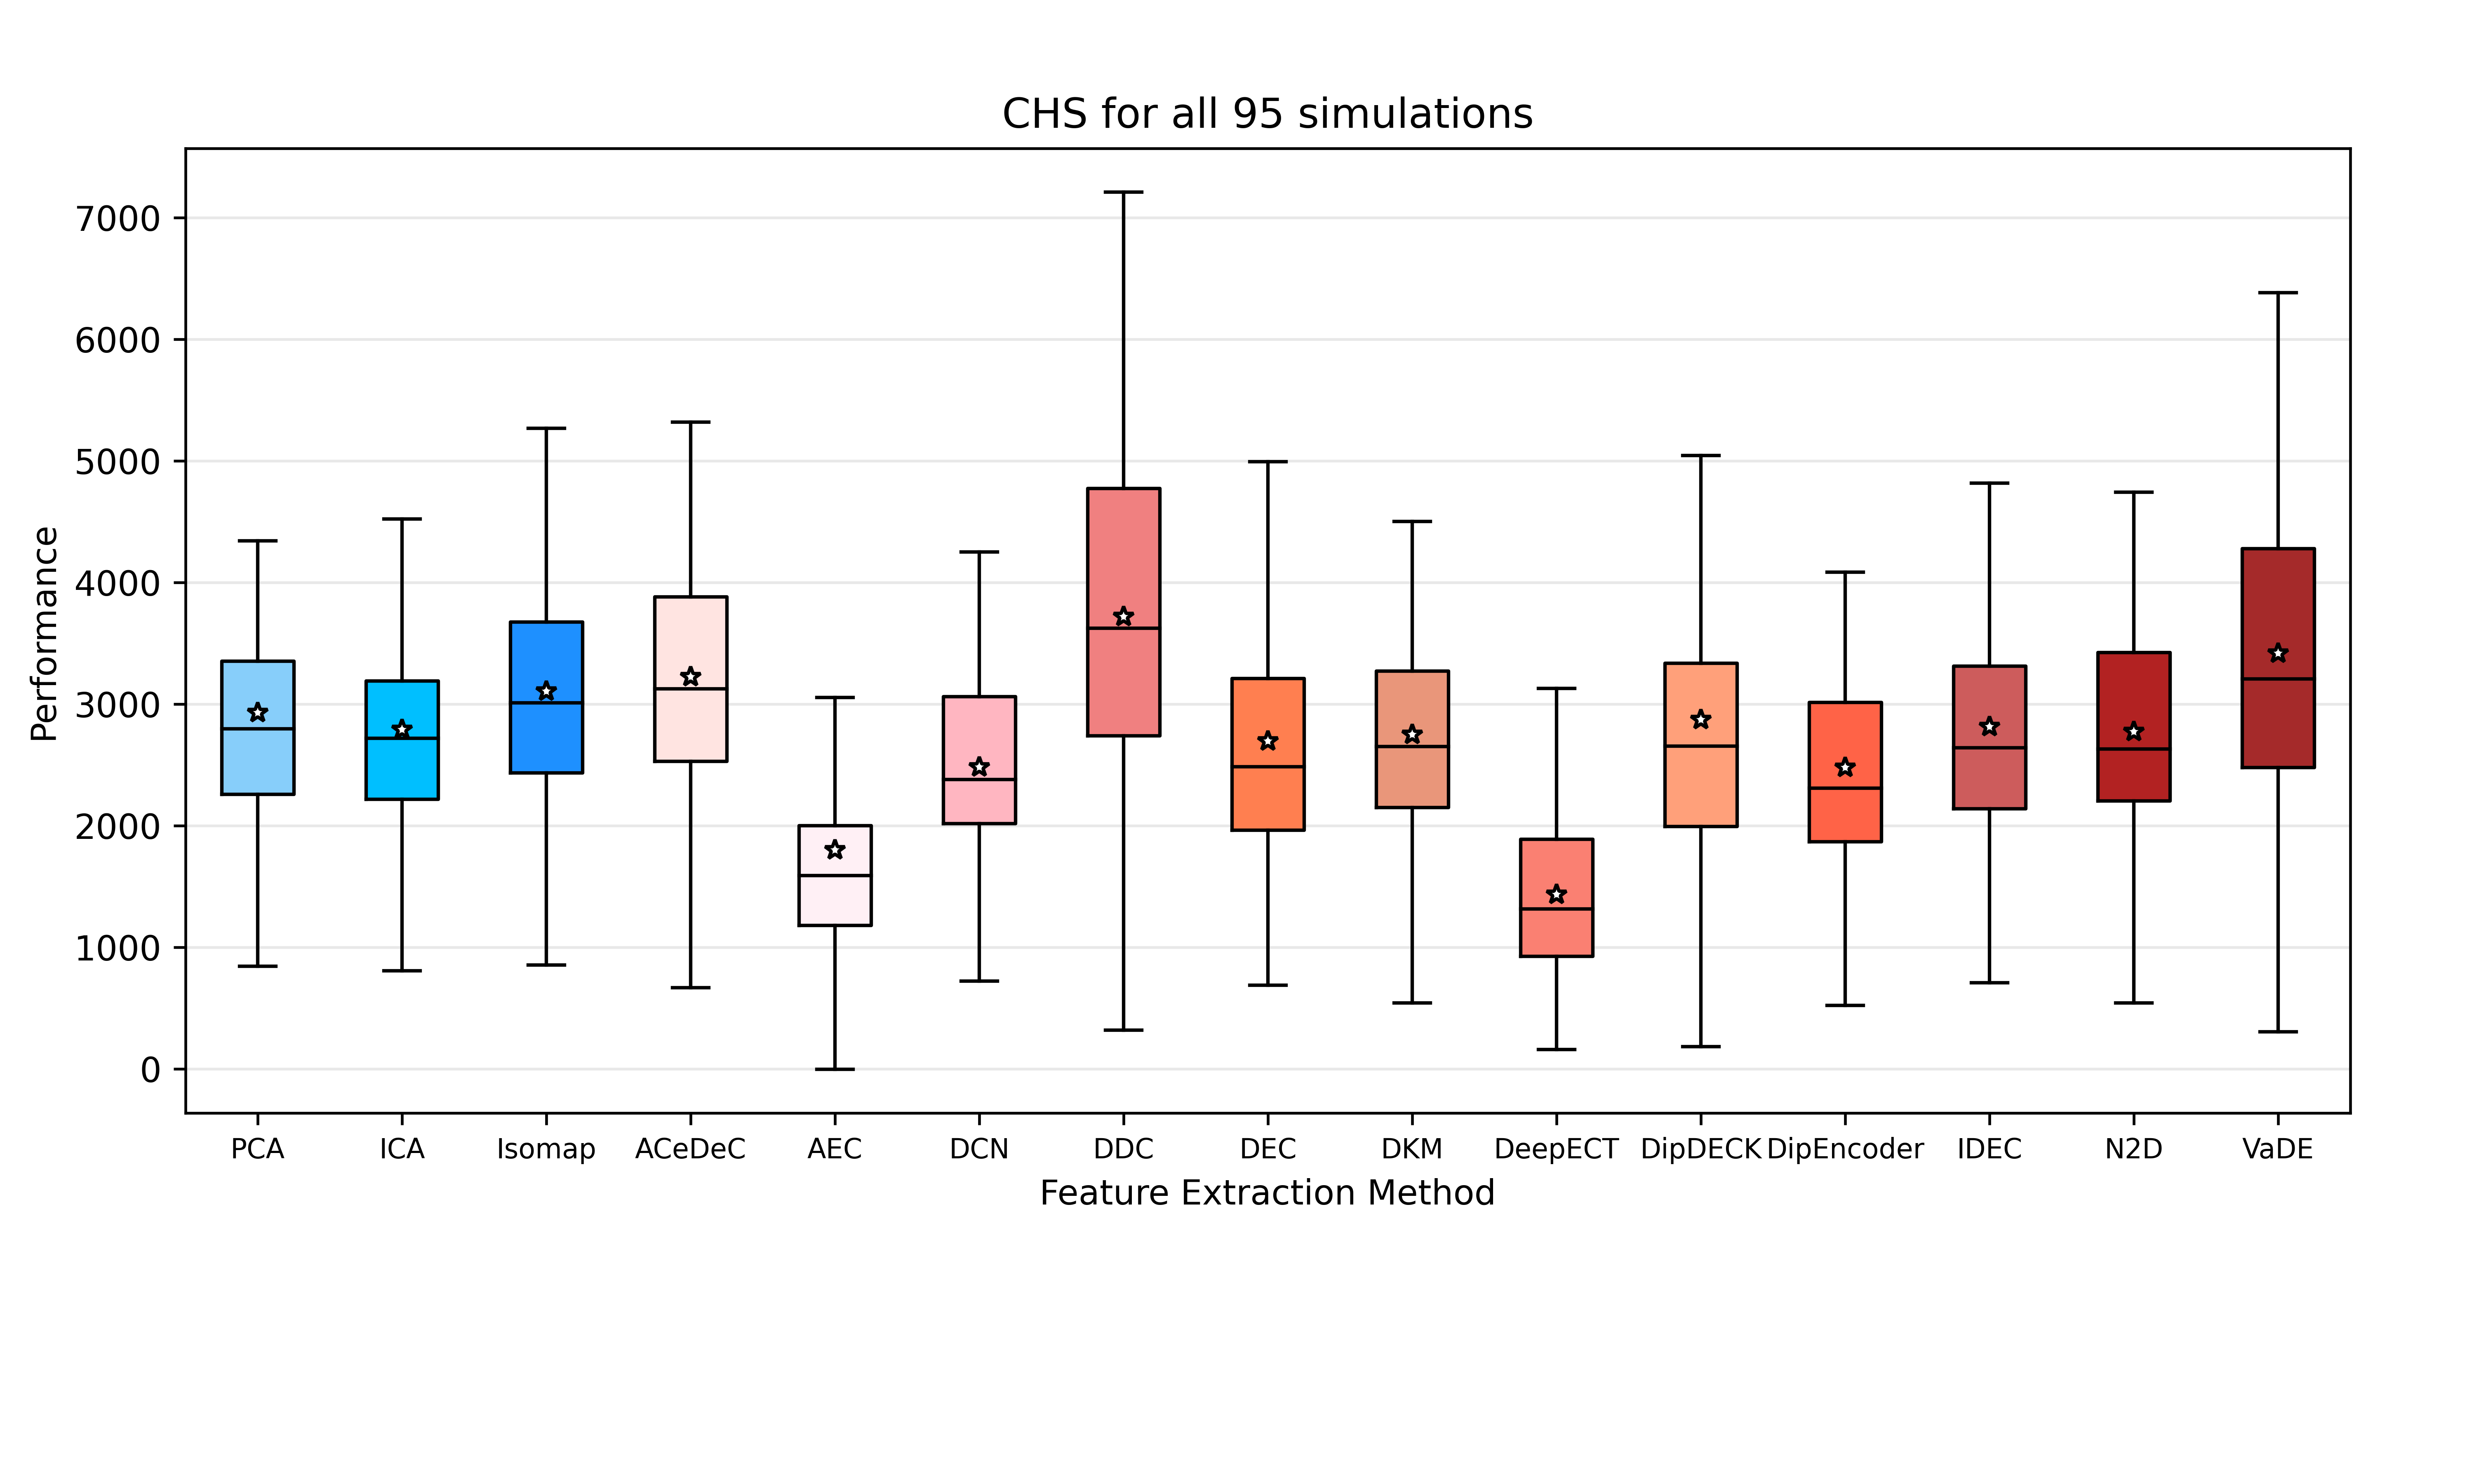 CHS for all 95 simulations
Performance
7000
6000
5000
4000
3000
2000
1000
0
PCA ICA Isomap ACeDeC AEC DCN DDC DEC DKM DeepECT DipDECK DipEncoder IDEC N2D VaDE
Feature Extraction Method